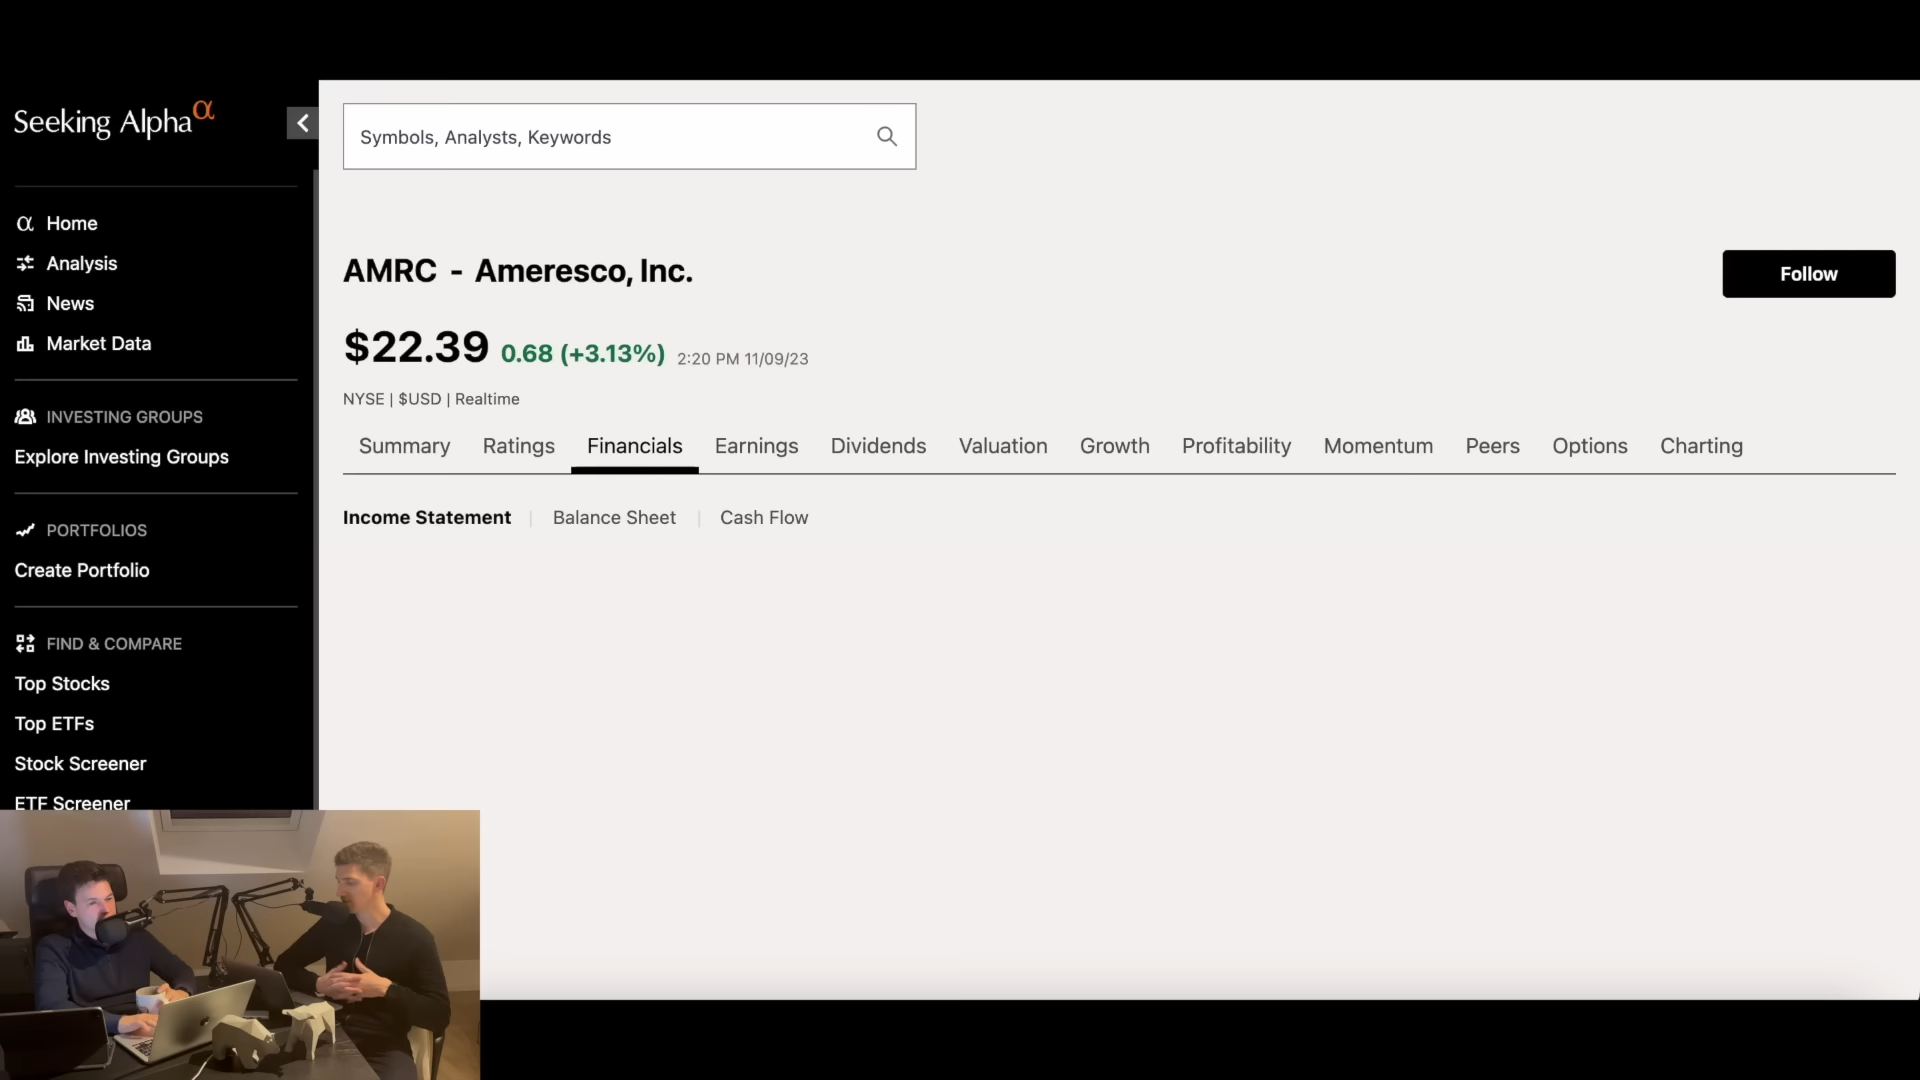 Seeking Alpha α
Symbols, Analysts, Keywords
α Home
Analysis
News
Market Data
INVESTING GROUPS
Explore Investing Groups
PORTFOLIOS
Create Portfolio
FIND & COMPARE
Top Stocks
Top ETFs
Stock Screener
ETF Screener
AMRC - Ameresco, Inc.
Follow
$22.39 0.68 (+3.13%) 2:20 PM 11/09/23
NYSE | $USD | Realtime
Summary Ratings Financials Earnings Dividends Valuation Growth Profitability Momentum Peers Options Charting
Income Statement | Balance Sheet | Cash Flow